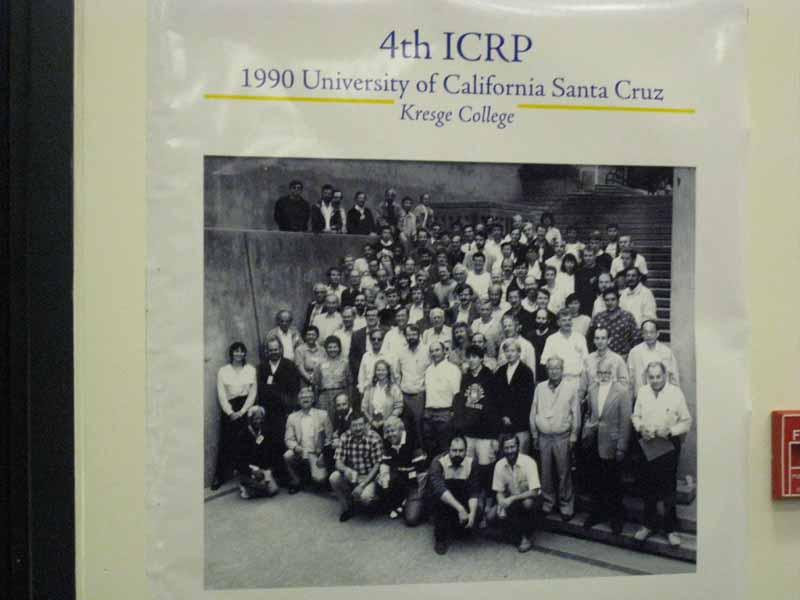 4th ICRP
1990 University of California Santa Cruz
Kresge College